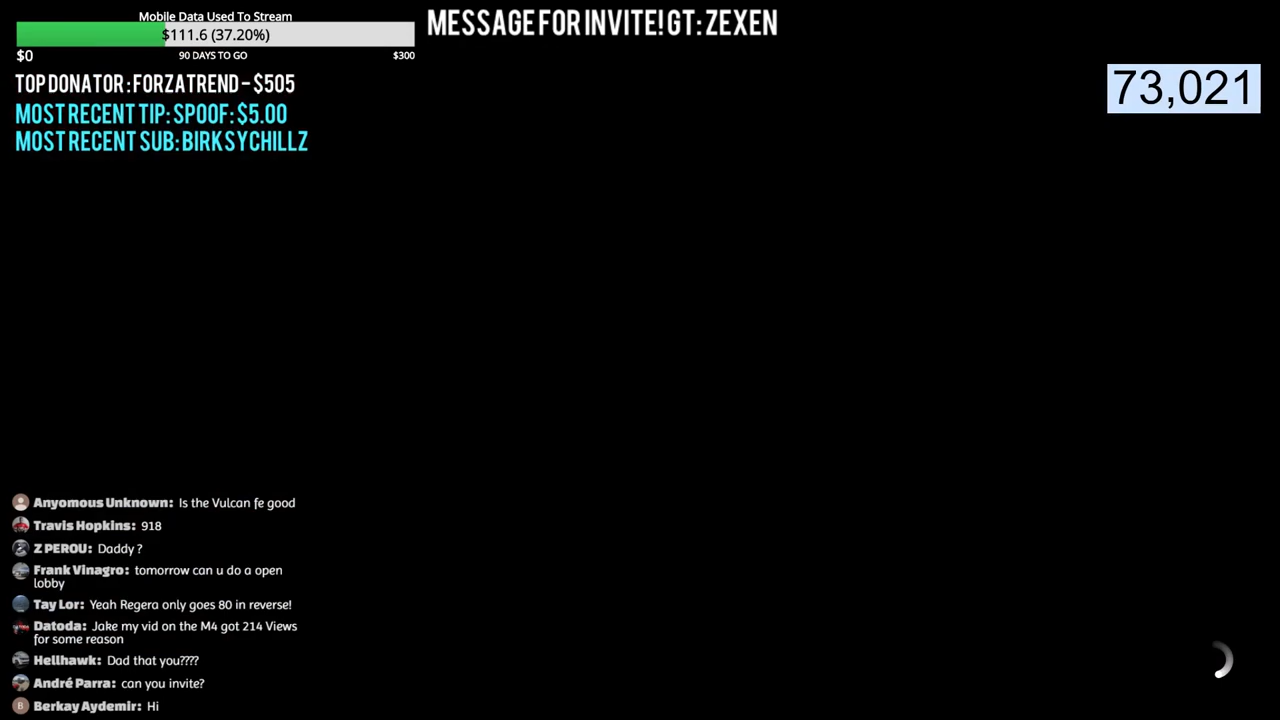 Mobile Data Used To Stream
$111.6 (37.20%)
$0 90 DAYS TO GO $300
MESSAGE FOR INVITE! GT: ZEXEN
73,021
TOP DONATOR : FORZATREND - $505
MOST RECENT TIP: SPOOF: $5.00
MOST RECENT SUB: BIRKSYCHILLZ
Anyomous Unknown: Is the Vulcan fe good
Travis Hopkins: 918
Z PEROU: Daddy ?
Frank Vinagro: tomorrow can u do a open
lobby
Tay Lor: Yeah Regera only goes 80 in reverse!
Datoda: Jake my vid on the M4 got 214 Views
for some reason
Hellhawk: Dad that you????
André Parra: can you invite?
B Berkay Aydemir: Hi